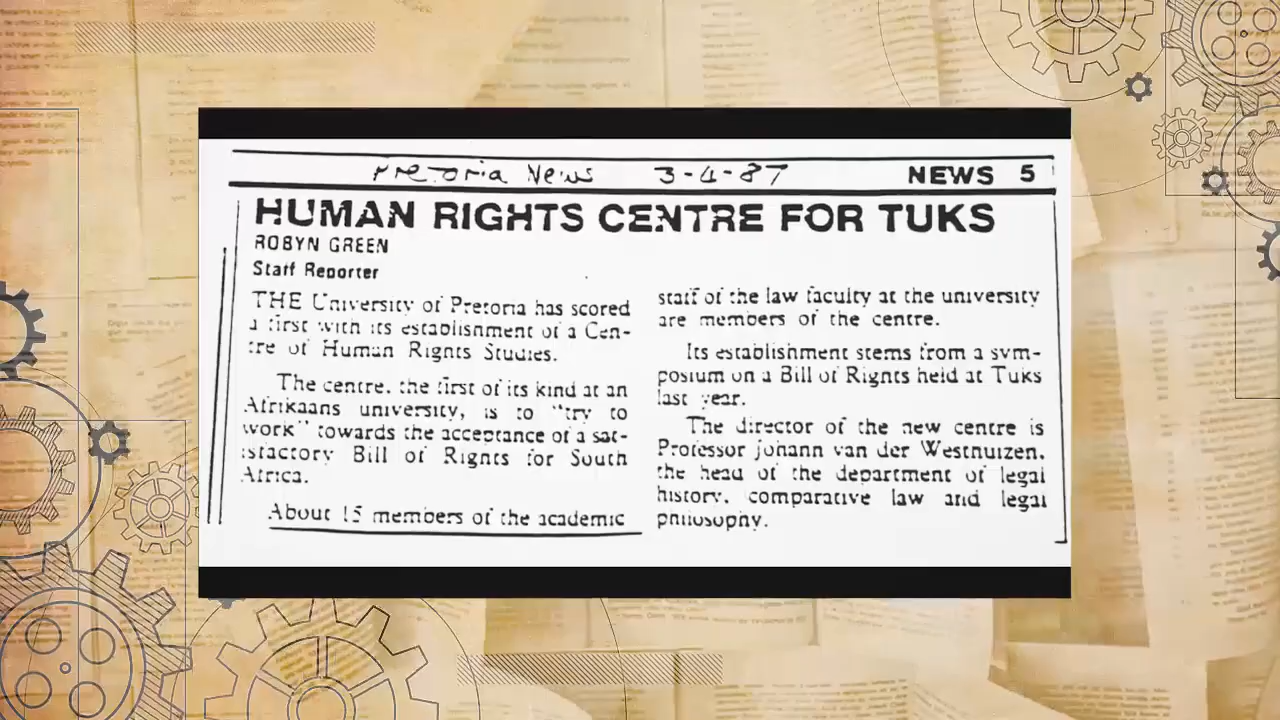 Pretoria News 3-4-87 NEWS 5
HUMAN RIGHTS CENTRE FOR TUKS
ROBYN GREEN
Staff Reporter
THE University of Pretoria has scored
a first with its establishment of a Cen-
tre of Human Rights Studies.
The centre, the first of its kind at an
Afrikaans university, is to "try to
work" towards the acceptance of a sat-
isfactory Bill of Rights for South
Africa.
About 15 members of the academic
staff of the law faculty at the university
are members of the centre.
Its establishment stems from a sym-
posium on a Bill of Rights held at Tuks
last year.
The director of the new centre is
Professor Johann van der Westhuizen,
the head of the department of legal
history, comparative law and legal
philosophy.